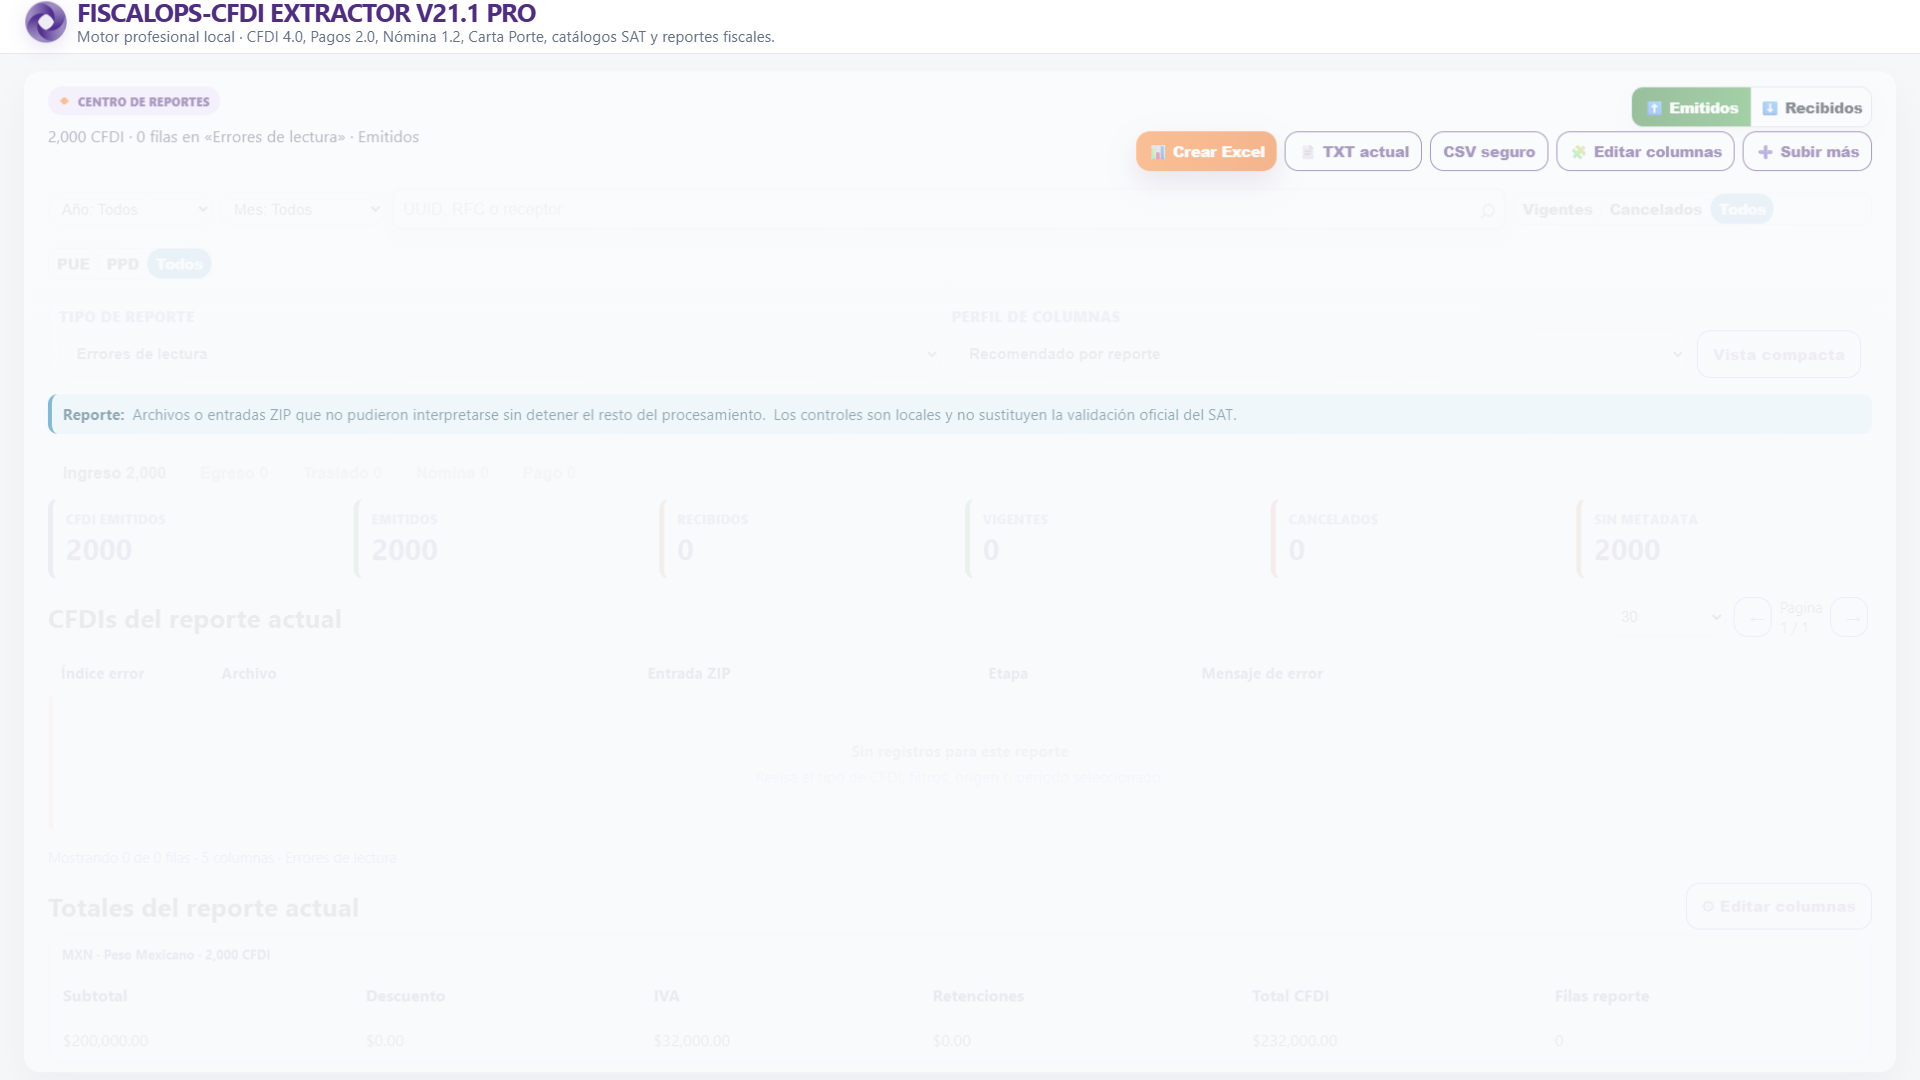 FISCALOPS-CFDI EXTRACTOR V21.1 PRO
Motor profesional local · CFDI 4.0, Pagos 2.0, Nómina 1.2, Carta Porte, catálogos SAT y reportes fiscales.
CENTRO DE REPORTES
Emitidos Recibidos
2,000 CFDI · 0 filas en «Errores de lectura» · Emitidos
Crear Excel TXT actual CSV seguro Editar columnas Subir más
Año: Todos Mes: Todos UUID, RFC o receptor Vigentes Cancelados Todos
PUE PPD Todos
TIPO DE REPORTE PERFIL DE COLUMNAS
Errores de lectura Recomendado por reporte Vista compacta
Reporte: Archivos o entradas ZIP que no pudieron interpretarse sin detener el resto del procesamiento. Los controles son locales y no sustituyen la validación oficial del SAT.
Ingreso 2,000 Egreso 0 Traslado 0 Nómina 0 Pago 0
CFDI EMITIDOS EMITIDOS RECIBIDOS VIGENTES CANCELADOS SIN METADATA
2000 2000 0 0 0 2000
CFDIs del reporte actual
30 ← Página 1 / 1 →
Índice error Archivo Entrada ZIP Etapa Mensaje de error
Sin registros para este reporte
Revisa el tipo de CFDI, filtros, origen o periodo seleccionado.
Mostrando 0 de 0 filas · 5 columnas · Errores de lectura
Totales del reporte actual
Editar columnas
MXN · Peso Mexicano · 2,000 CFDI
Subtotal Descuento IVA Retenciones Total CFDI Filas reporte
$200,000.00 $0.00 $32,000.00 $0.00 $232,000.00 0